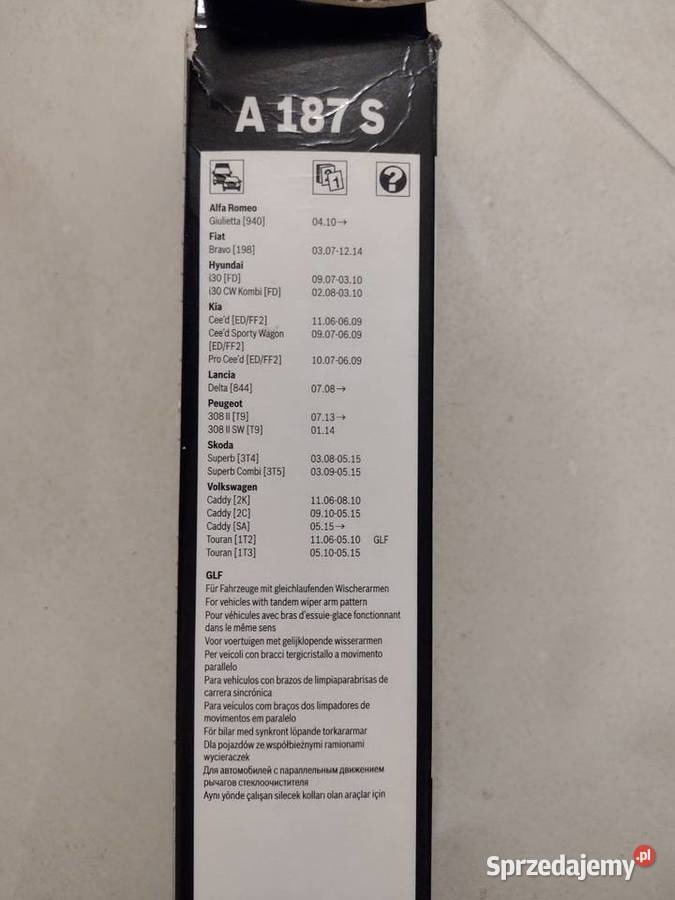 A 187 S
1
?
Alfa Romeo
Giulietta [940] 04.10→
Fiat
Bravo [198] 03.07-12.14
Hyundai
i30 [FD] 09.07-03.10
i30 CW Kombi [FD] 02.08-03.10
Kia
Cee'd [ED/FF2] 11.06-06.09
Cee'd Sporty Wagon 09.07-06.09
[ED/FF2]
Pro Cee'd [ED/FF2] 10.07-06.09
Lancia
Delta [844] 07.08→
Peugeot
308 II [T9] 07.13→
308 II SW [T9] 01.14
Skoda
Superb [3T4] 03.08-05.15
Superb Combi [3T5] 03.09-05.15
Volkswagen
Caddy [2K] 11.06-08.10
Caddy [2C] 09.10-05.15
Caddy [SA] 05.15→
Touran [1T2] 11.06-05.10 GLF
Touran [1T3] 05.10-05.15
GLF
Für Fahrzeuge mit gleichlaufenden Wischerarmen
For vehicles with tandem wiper arm pattern
Pour véhicules avec bras d'essuie-glace fonctionnant
dans le même sens
Voor voertuigen met gelijklopende wisserarmen
Per veicoli con bracci tergicristallo a movimento
parallelo
Para vehículos con brazos de limpiaparabrisas de
carrera sincrónica
Para veículos com braços dos limpadores de
movimentos em paralelo
För bilar med synkront löpande torkararmar
Dla pojazdów ze współbieżnymi ramionami
wycieraczek
Для автомобилей с параллельным движением
рычагов стеклоочистителя
Aynı yönde çalışan silecek kolları olan araçlar için
Sprzedajemy.pl